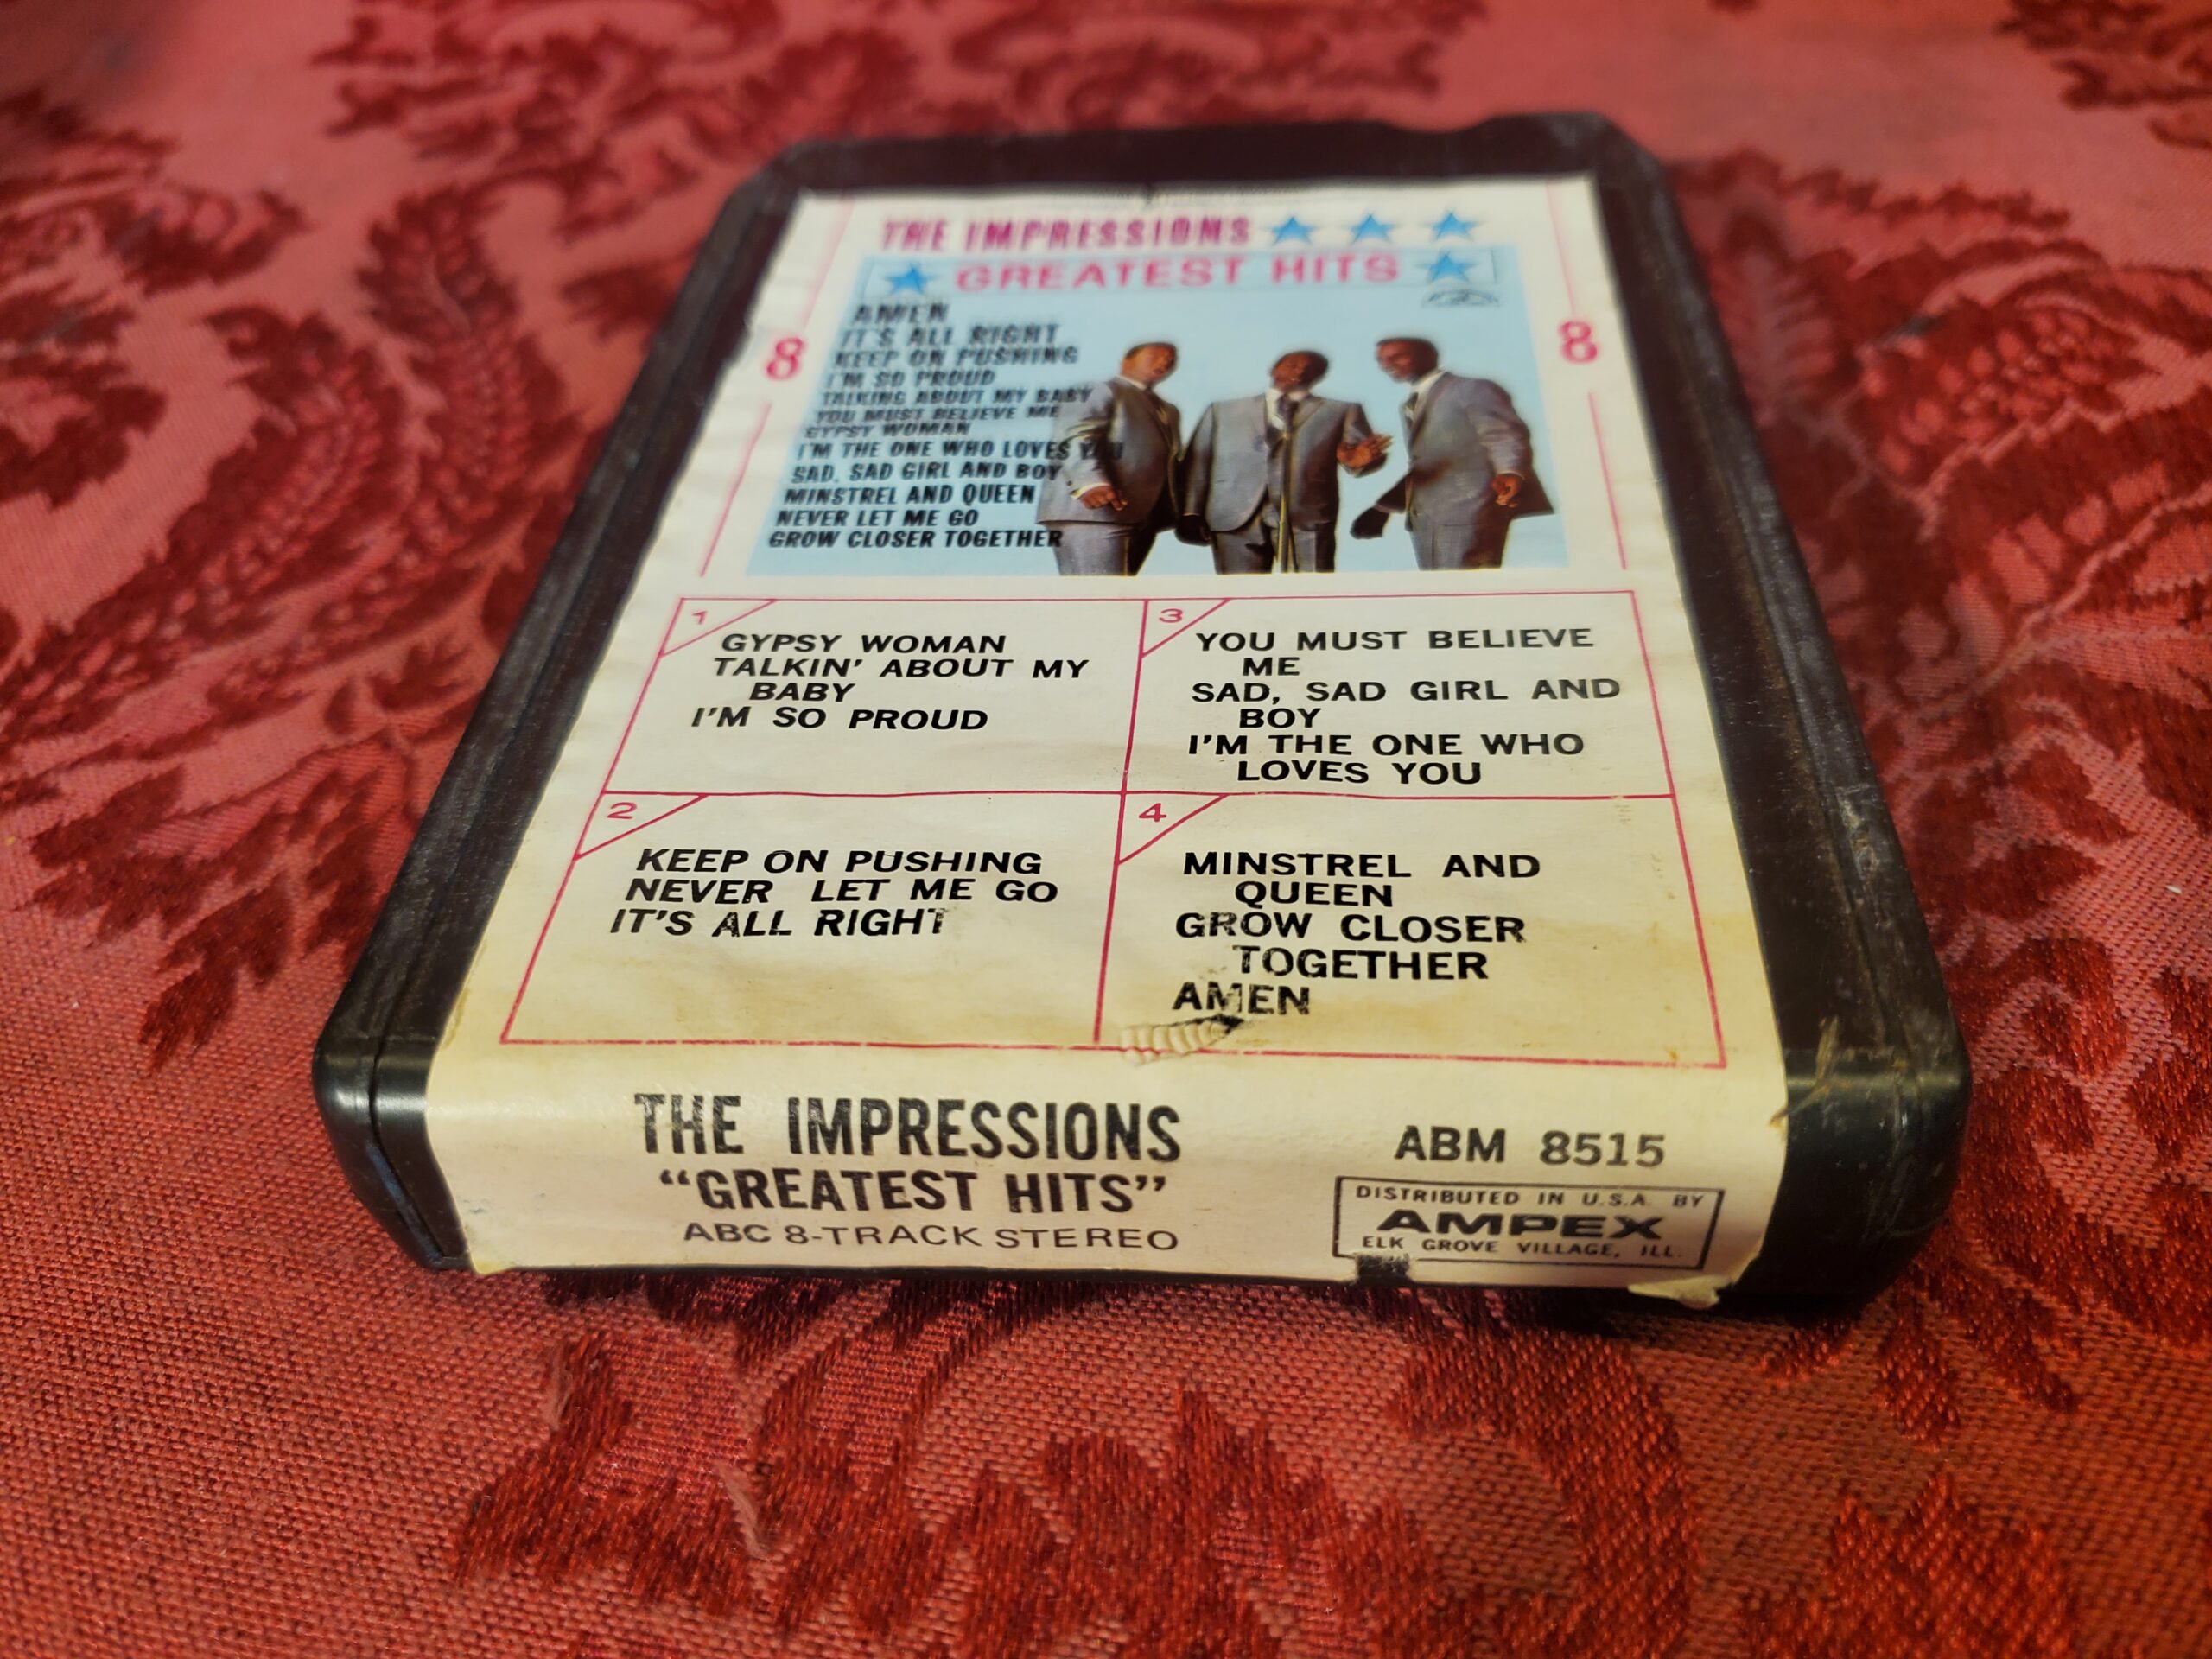 THE IMPRESSIONS
GREATEST HITS
AMEN
IT'S ALL RIGHT
KEEP ON PUSHING
I'M SO PROUD
TALKING ABOUT MY BABY
YOU MUST BELIEVE ME
GYPSY WOMAN
I'M THE ONE WHO LOVES YOU
SAD, SAD GIRL AND BOY
MINSTREL AND QUEEN
NEVER LET ME GO
GROW CLOSER TOGETHER
8
8
1
GYPSY WOMAN
TALKIN' ABOUT MY
BABY
I'M SO PROUD
2
KEEP ON PUSHING
NEVER LET ME GO
IT'S ALL RIGHT
3
YOU MUST BELIEVE
ME
SAD, SAD GIRL AND
BOY
I'M THE ONE WHO
LOVES YOU
4
MINSTREL AND
QUEEN
GROW CLOSER
TOGETHER
AMEN
THE IMPRESSIONS
“GREATEST HITS”
ABC 8-TRACK STEREO
ABM 8515
DISTRIBUTED IN U.S.A. BY
AMPEX
ELK GROVE VILLAGE, ILL.